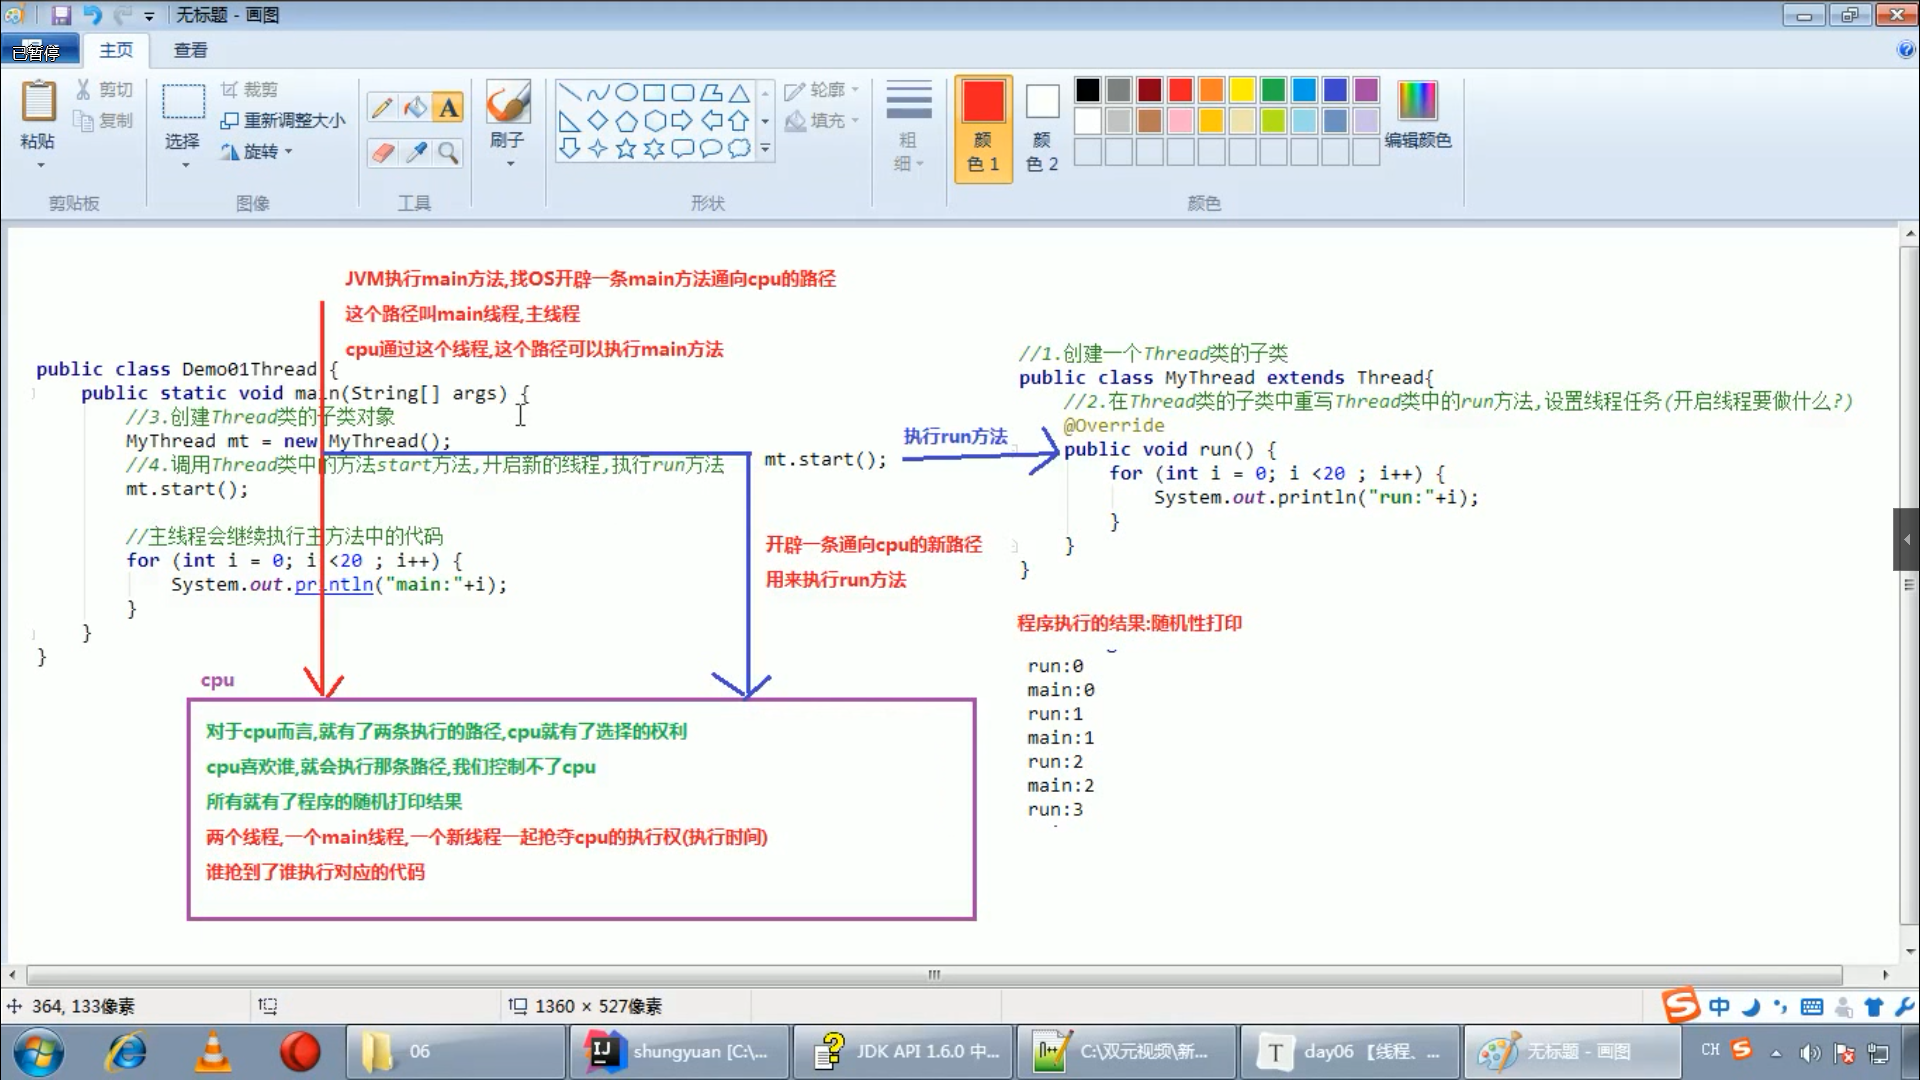 无标题 - 画图
已暂停
主页
查看
粘贴
剪切
复制
剪贴板
选择
裁剪
重新调整大小
旋转
图像
A
工具
刷子
形状
轮廓
填充
粗
细
颜
色 1
颜
色 2
编辑颜色
颜色
JVM执行main方法,找OS开辟一条main方法通向cpu的路径
这个路径叫main线程,主线程
cpu通过这个线程,这个路径可以执行main方法
public class Demo01Thread {
public static void main(String[] args) {
//3.创建Thread类的子类对象
MyThread mt = new MyThread();
//4.调用Thread类中的方法start方法,开启新的线程,执行run方法
mt.start();
//主线程会继续执行主方法中的代码
for (int i = 0; i <20 ; i++) {
System.out.println("main:"+i);
}
}
}
mt.start();
执行run方法
开辟一条通向cpu的新路径
用来执行run方法
//1.创建一个Thread类的子类
public class MyThread extends Thread{
//2.在Thread类的子类中重写Thread类中的run方法,设置线程任务(开启线程要做什么?)
@Override
public void run() {
for (int i = 0; i <20 ; i++) {
System.out.println("run:"+i);
}
}
}
程序执行的结果:随机性打印
run:0
main:0
run:1
main:1
run:2
main:2
run:3
cpu
对于cpu而言,就有了两条执行的路径,cpu就有了选择的权利
cpu喜欢谁,就会执行那条路径,我们控制不了cpu
所有就有了程序的随机打印结果
两个线程,一个main线程,一个新线程一起抢夺cpu的执行权(执行时间)
谁抢到了谁执行对应的代码
364, 133像素
1360 × 527像素
中
06
shungyuan [C:\...
JDK API 1.6.0 中...
C:\双元视频\新...
day06 【线程、...
无标题 - 画图
CH